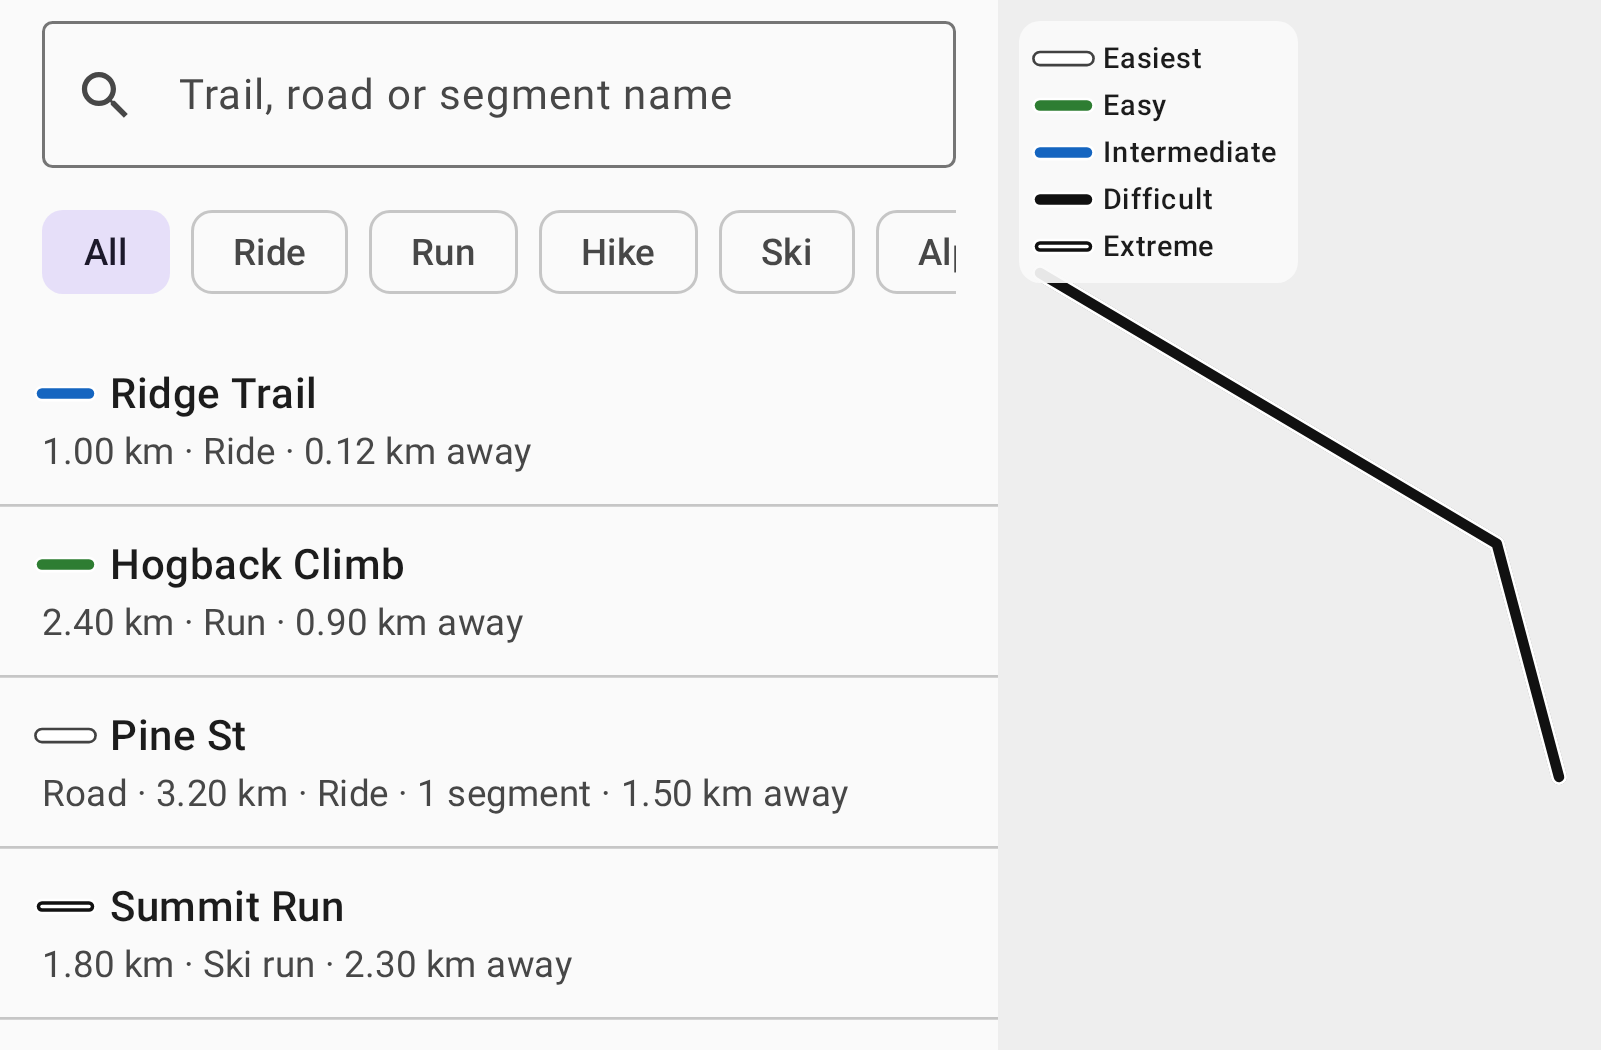 Trail, road or segment name
All
Ride
Run
Hike
Ski
Ridge Trail
1.00 km · Ride · 0.12 km away
Hogback Climb
2.40 km · Run · 0.90 km away
Pine St
Road · 3.20 km · Ride · 1 segment · 1.50 km away
Summit Run
1.80 km · Ski run · 2.30 km away
Easiest
Easy
Intermediate
Difficult
Extreme